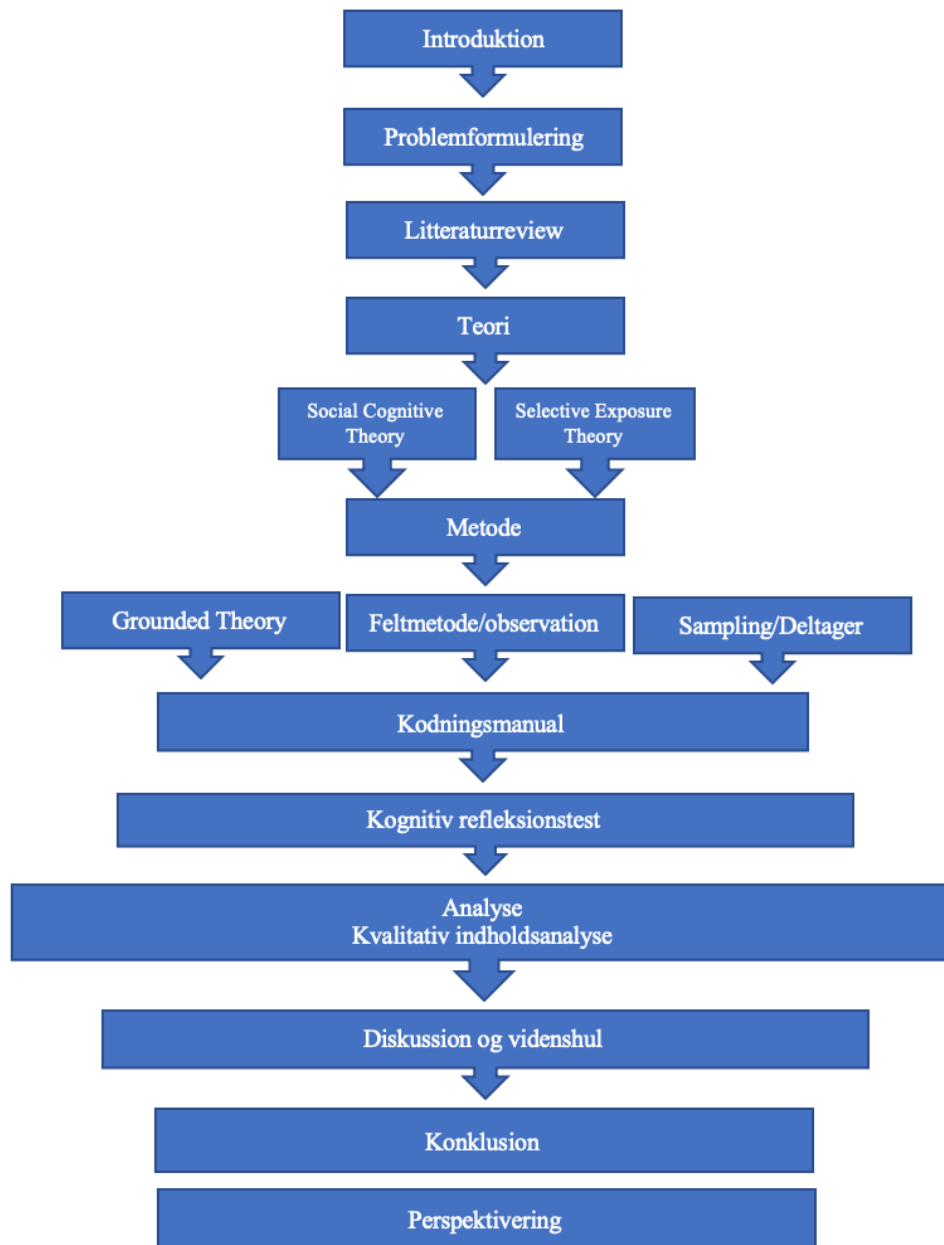 Introduktion
Problemformulering
Litteraturreview
Teori
Social Cognitive
Theory
Selective Exposure
Theory
Metode
Grounded Theory
Feltmetode/observation
Sampling/Deltager
Kodningsmanual
Kognitiv refleksionstest
Analyse
Kvalitativ indholdsanalyse
Diskussion og videnshul
Konklusion
Perspektivering